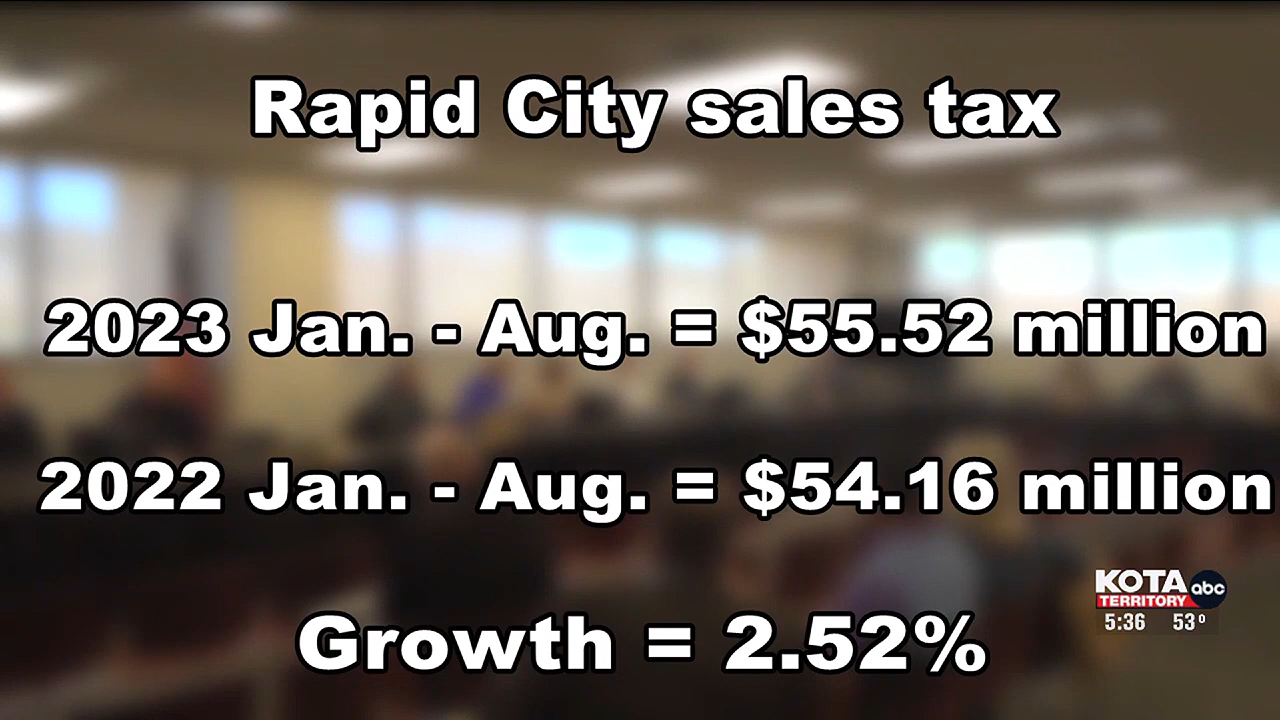 Rapid City sales tax
2023 Jan. - Aug. = $55.52 million
2022 Jan. - Aug. = $54.16 million
Growth = 2.52%
KOTA abc
TERRITORY
5:36 53º